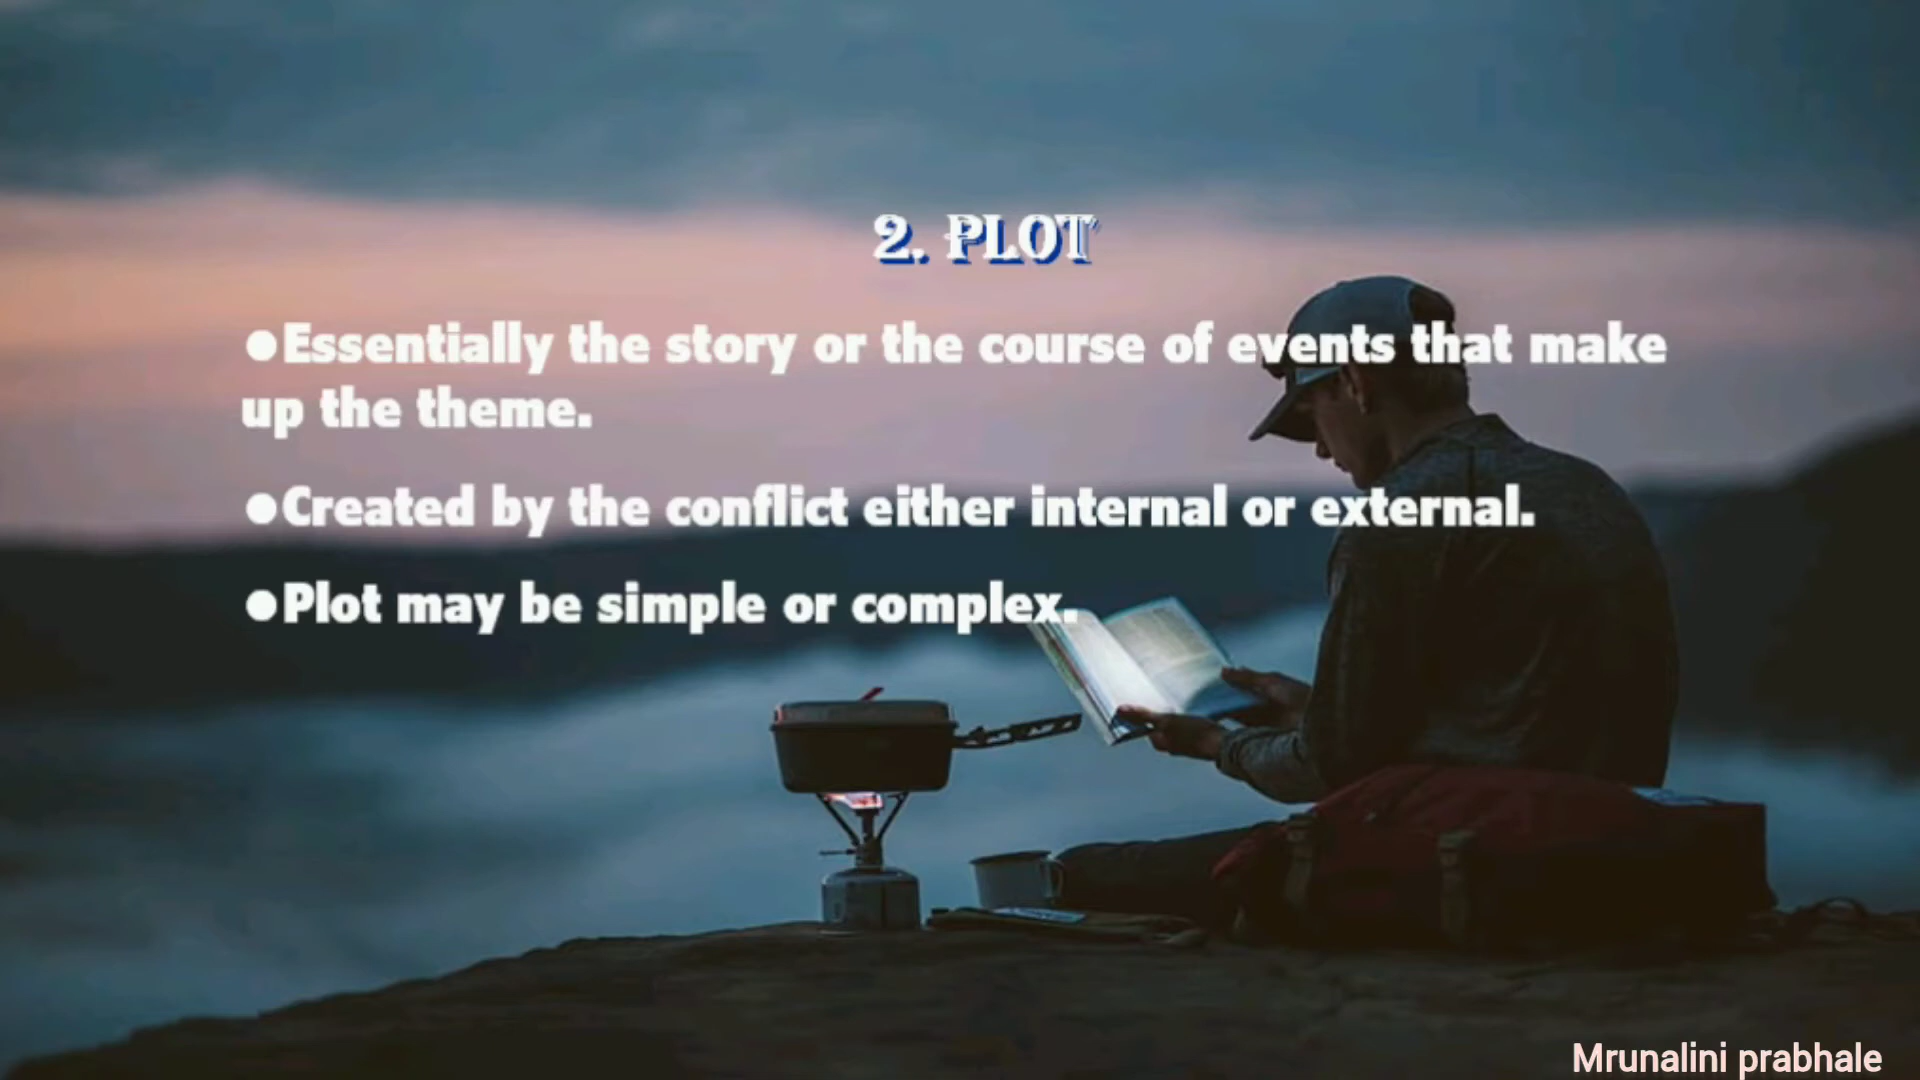 2. PLOT
●Essentially the story or the course of events that make
up the theme.
●Created by the conflict either internal or external.
●Plot may be simple or complex.
Mrunalini prabhale